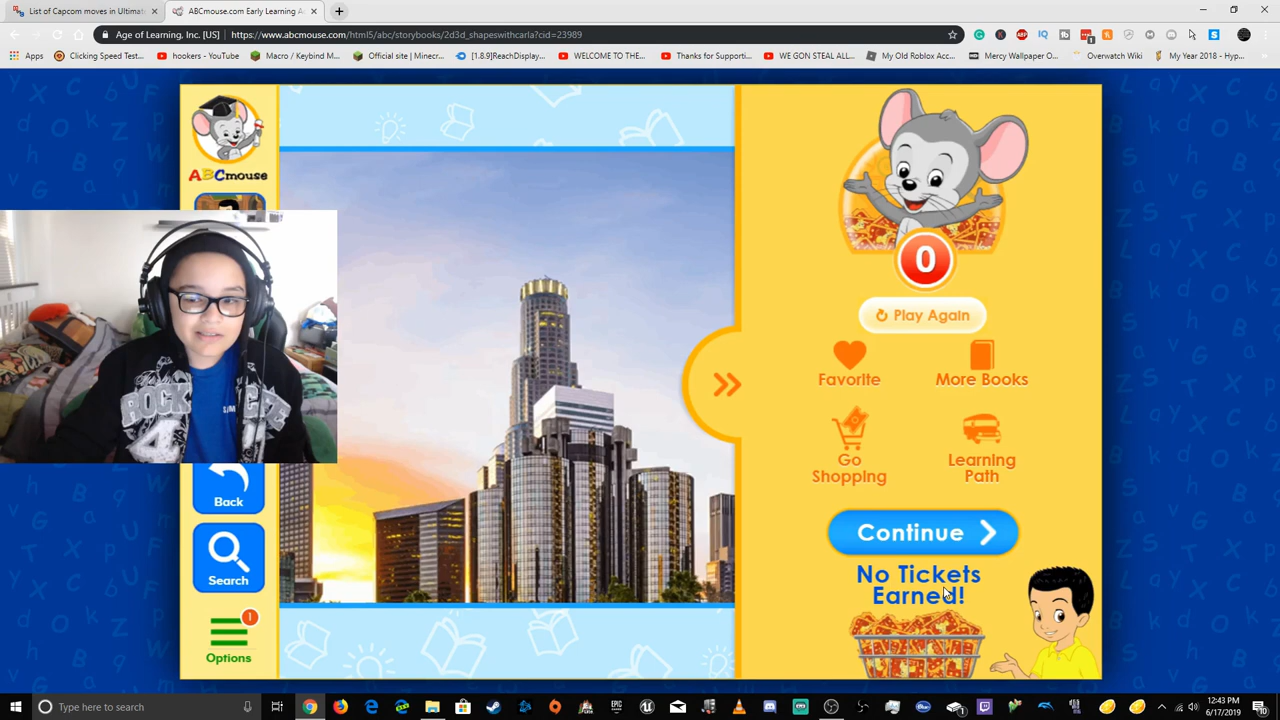 List of Capcom moves in Ultimat
ABCmouse.com Early Learning A
Age of Learning, Inc. [US] | https://www.abcmouse.com/html5/abc/storybooks/2d3d_shapeswithcarla?cid=23989
Apps
Clicking Speed Test...
hookers - YouTube
Macro / Keybind M
Official site | Minecr...
[1.8.9]ReachDisplay...
WELCOME TO THE...
Thanks for Supporti...
WE GON STEAL ALL...
My Old Roblox Acc...
Mercy Wallpaper O...
Overwatch Wiki
My Year 2018 - Hyp...
ABCmouse
Back
Search
1
Options
ROCK
0
Play Again
Favorite
More Books
Go
Shopping
Learning
Path
Continue
No Tickets
Earned!
Type here to search
12:43 PM
6/17/2019